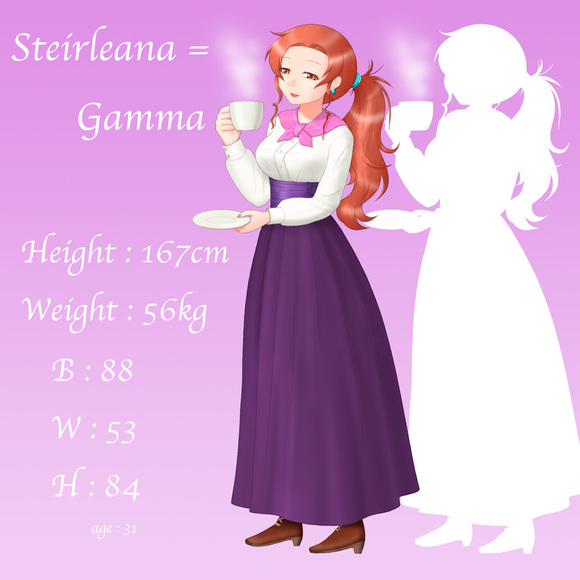 Steirleana =
Gamma
Height : 167cm
Weight : 56kg
B : 88
W : 53
H : 84
age : 31